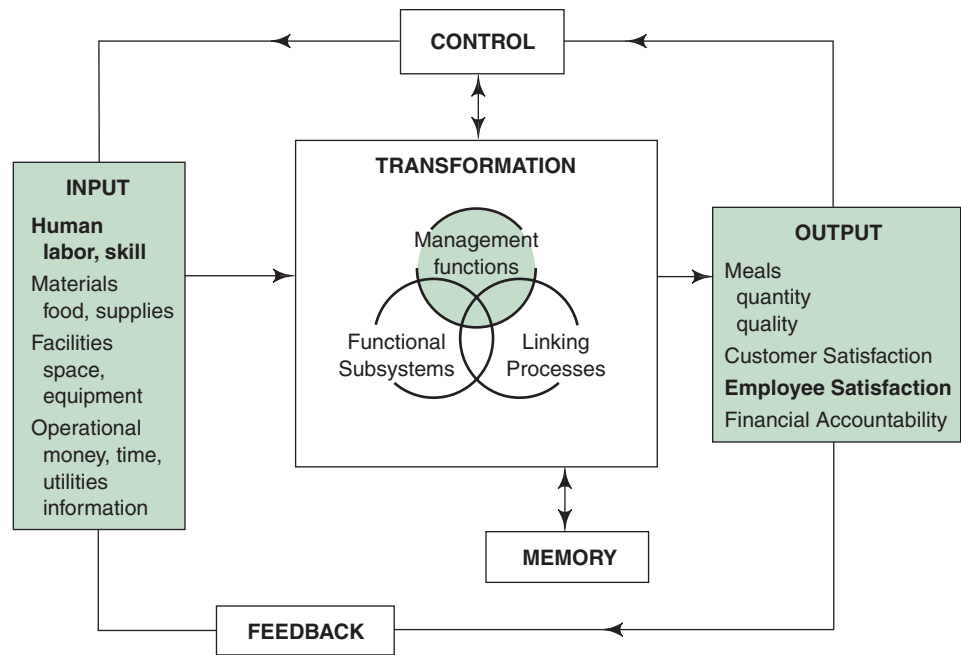 CONTROL
TRANSFORMATION
INPUT
Human
labor, skill
Materials
food, supplies
Facilities
space,
equipment
Operational
money, time,
utilities
information
Management
functions
Functional
Subsystems
Linking
Processes
OUTPUT
Meals
quantity
quality
Customer Satisfaction
Employee Satisfaction
Financial Accountability
MEMORY
FEEDBACK